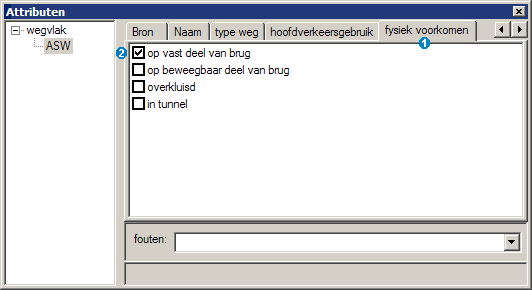 Attributen
wegvlak
ASW
Bron
Naam
type weg
hoofdverkeersgebruik
fysiek voorkomen
1
2
op vast deel van brug
op beweegbaar deel van brug
overkluisd
in tunnel
fouten: